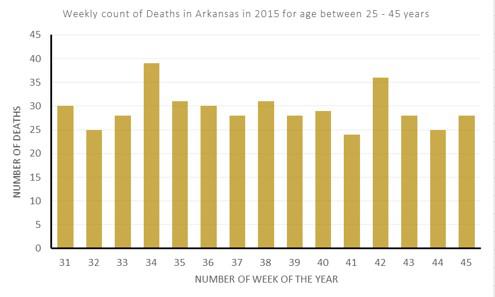 Weekly count of Deaths in Arkansas in 2015 for age between 25 - 45 years
45
40
35
30
25
20
15
10
5
0
NUMBER OF DEATHS
31 32 33 34 35 36 37 38 39 40 41 42 43 44 45
NUMBER OF WEEK OF THE YEAR